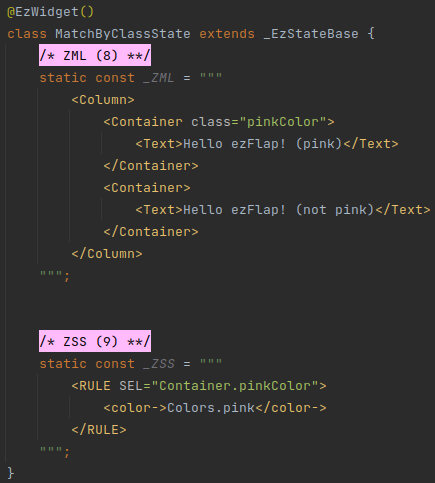 @EzWidget()
class MatchByClassState extends _EzStateBase {
    /* ZML (8) **/
    static const _ZML = """
        <Column>
            <Container class="pinkColor">
                <Text>Hello ezFlap! (pink)</Text>
            </Container>
            <Container>
                <Text>Hello ezFlap! (not pink)</Text>
            </Container>
        </Column>
    """;
    /* ZSS (9) **/
    static const _ZSS = """
        <RULE SEL="Container.pinkColor">
            <color->Colors.pink</color->
        </RULE>
    """;
}